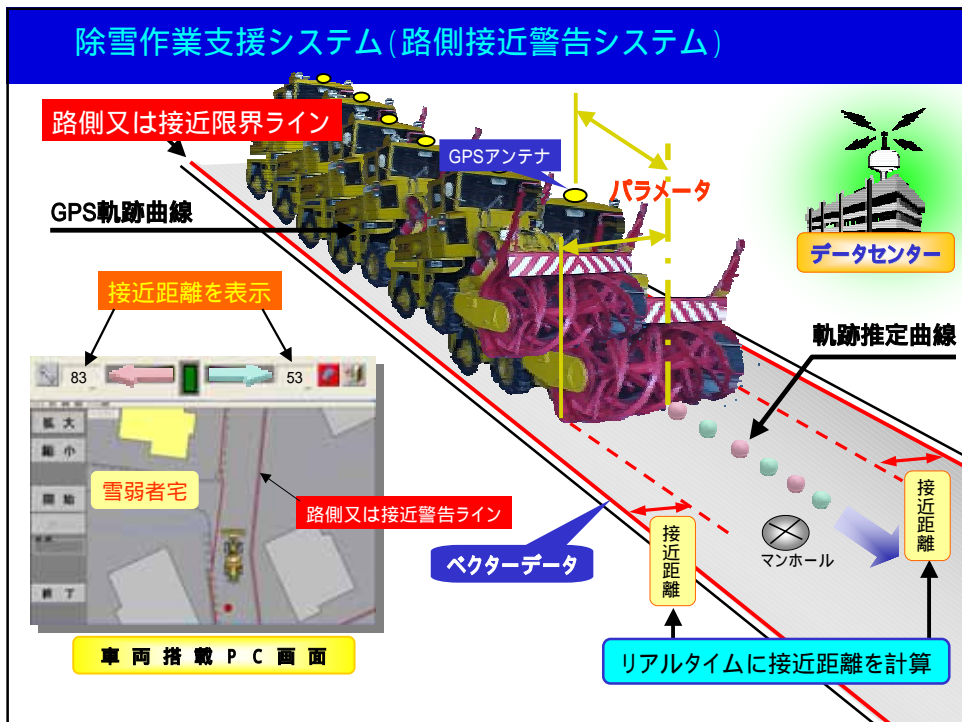 除雪作業支援システム(路側接近警告システム)
路側又は接近限界ライン
GPSアンテナ
パラメータ
GPS軌跡曲線
データセンター
接近距離を表示
軌跡推定曲線
83
53
拡大
縮小
開始
終了
雪弱者宅
路側又は接近警告ライン
ベクターデータ
接近距離
マンホール
接近距離
車両搭載PC画面
リアルタイムに接近距離を計算